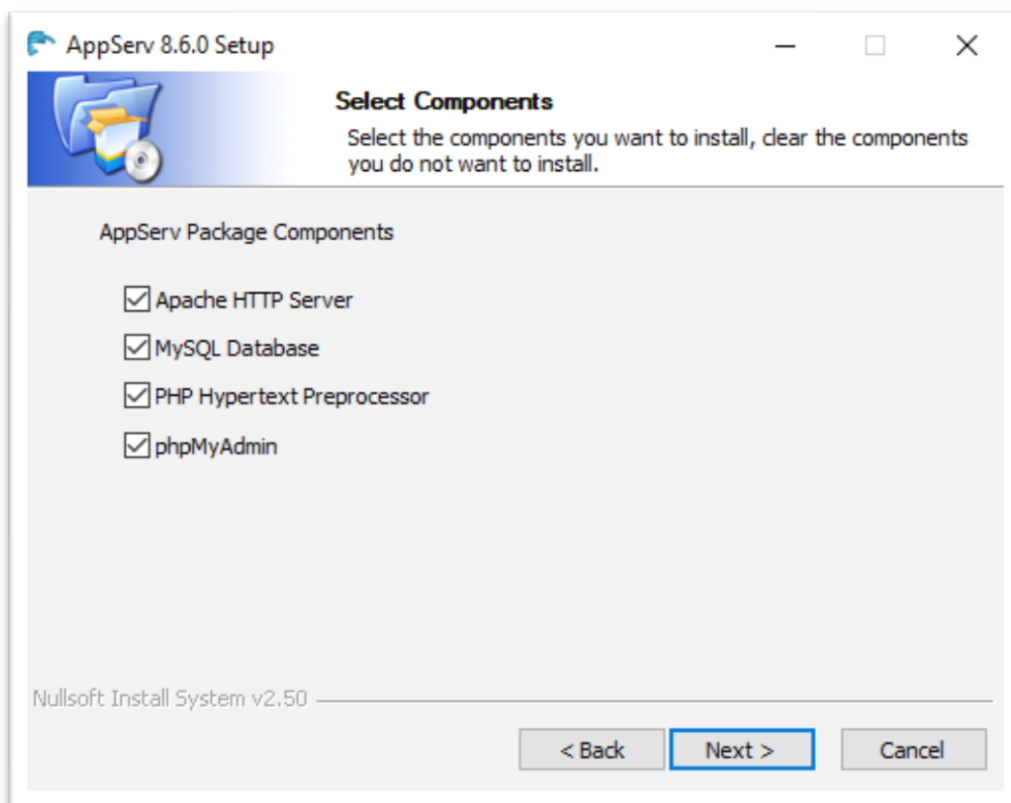 AppServ 8.6.0 Setup
Select Components
Select the components you want to install, clear the components
you do not want to install.
AppServ Package Components
Apache HTTP Server
MySQL Database
PHP Hypertext Preprocessor
phpMyAdmin
Nullsoft Install System v2.50
< Back Next > Cancel